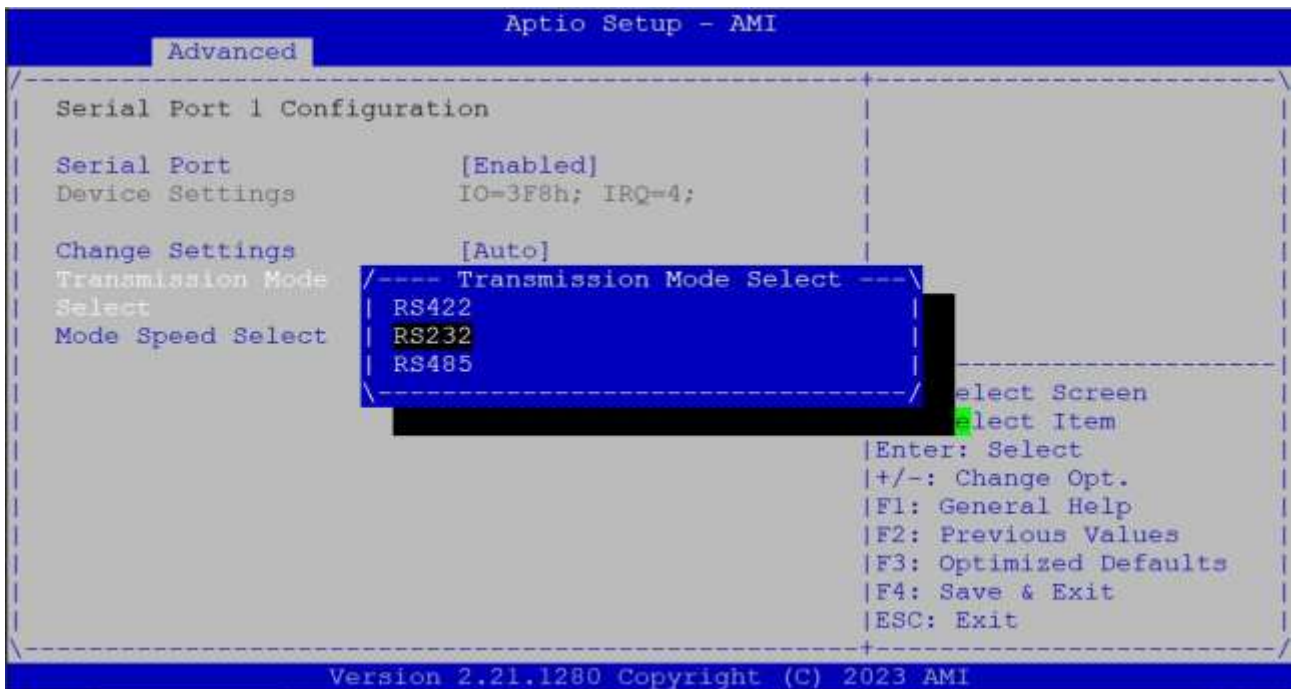 Aptio Setup - AMI
Advanced
Serial Port 1 Configuration
Serial Port [Enabled]
Device Settings IO=3F8h; IRQ=4;
Change Settings [Auto]
Transmission Mode
Select
Mode Speed Select
/---- Transmission Mode Select ---\
RS422
RS232
RS485
elect Screen
elect Item
Enter: Select
+/-: Change Opt.
F1: General Help
F2: Previous Values
F3: Optimized Defaults
F4: Save & Exit
ESC: Exit
Version 2.21.1280 Copyright (C) 2023 AMI